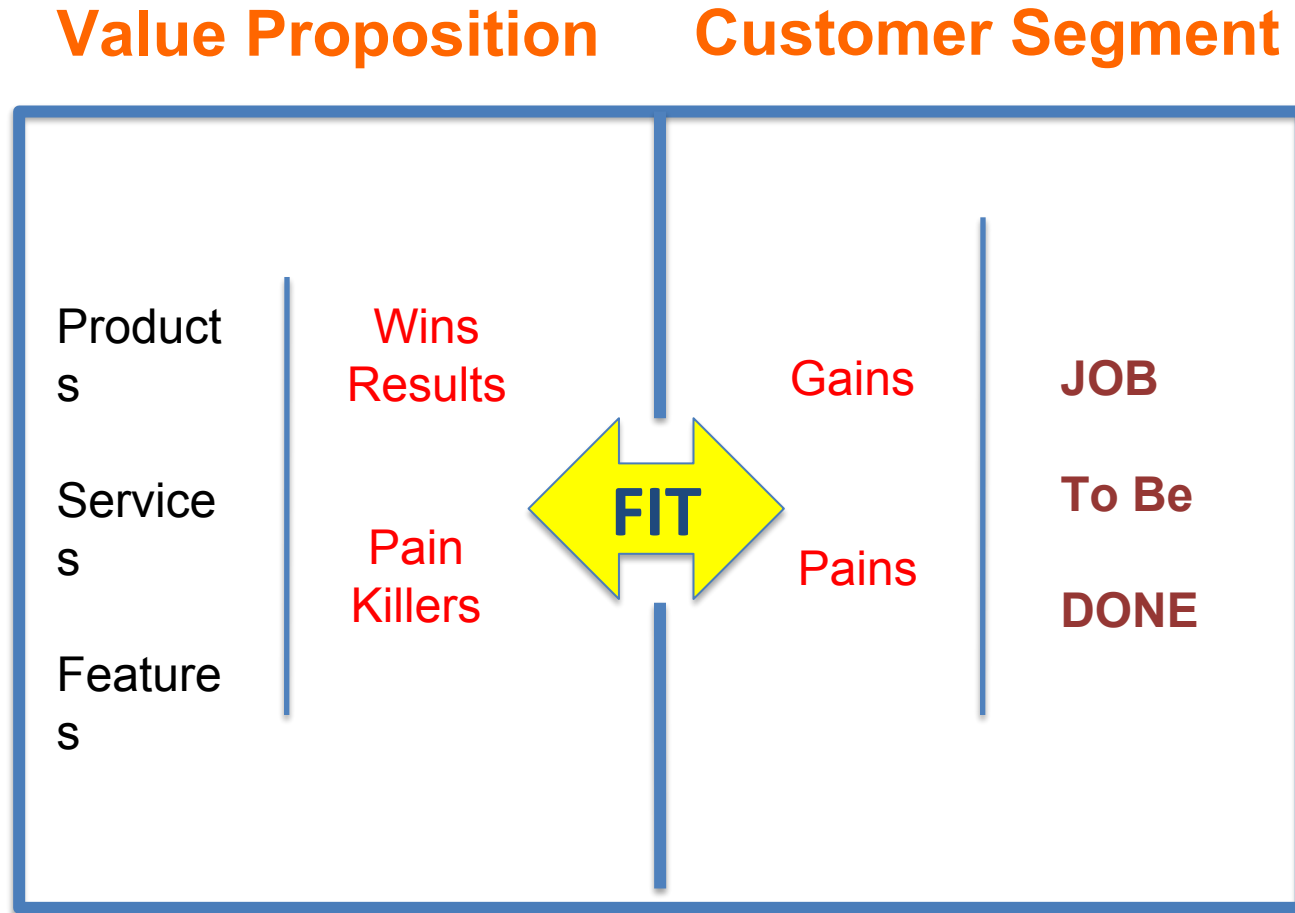 Value Proposition
Customer Segment
Product
s
Service
s
Feature
s
Wins
Results
Pain
Killers
FIT
Gains
Pains
JOB
To Be
DONE